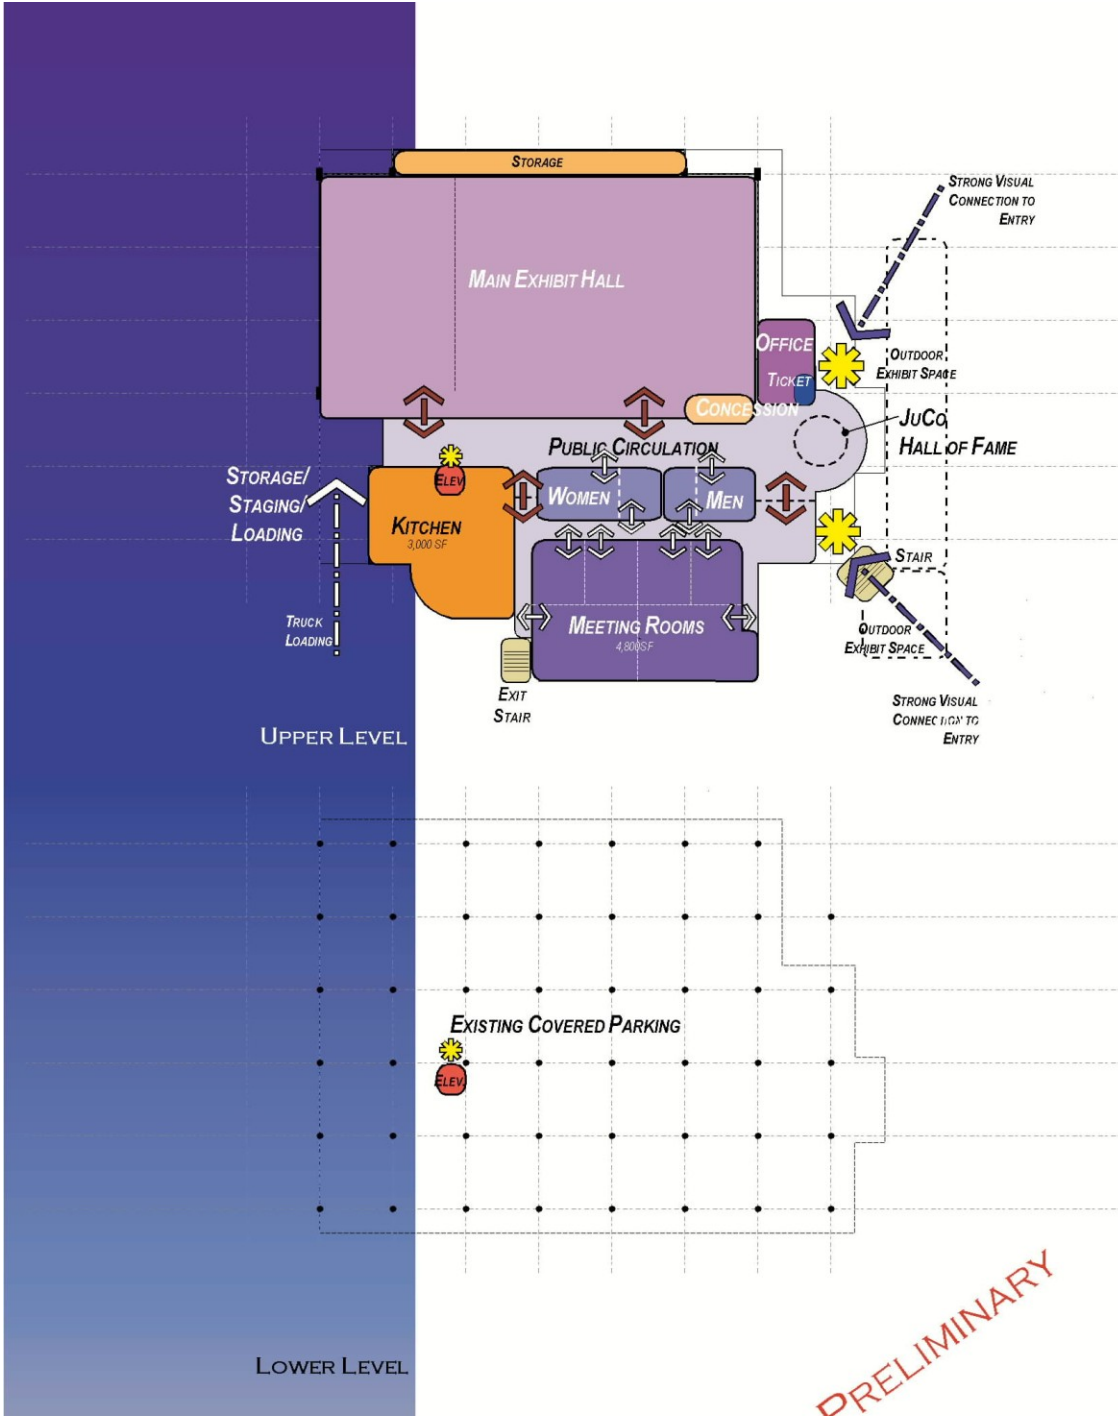 STORAGE
STRONG VISUAL
CONNECTION TO
ENTRY
MAIN EXHIBIT HALL
OFFICE
TICKET
OUTDOOR
EXHIBIT SPACE
CONCESSION
JUCO
HALL OF FAME
PUBLIC CIRCULATION
STORAGE/
STAGING/
LOADING
ELEV.
WOMEN
MEN
KITCHEN
3,000 SF
STAIR
TRUCK
LOADING
MEETING ROOMS
4,800SF
OUTDOOR
EXHIBIT SPACE
EXIT
STAIR
STRONG VISUAL
CONNECTION TO
ENTRY
UPPER LEVEL
EXISTING COVERED PARKING
ELEV.
PRELIMINARY
LOWER LEVEL